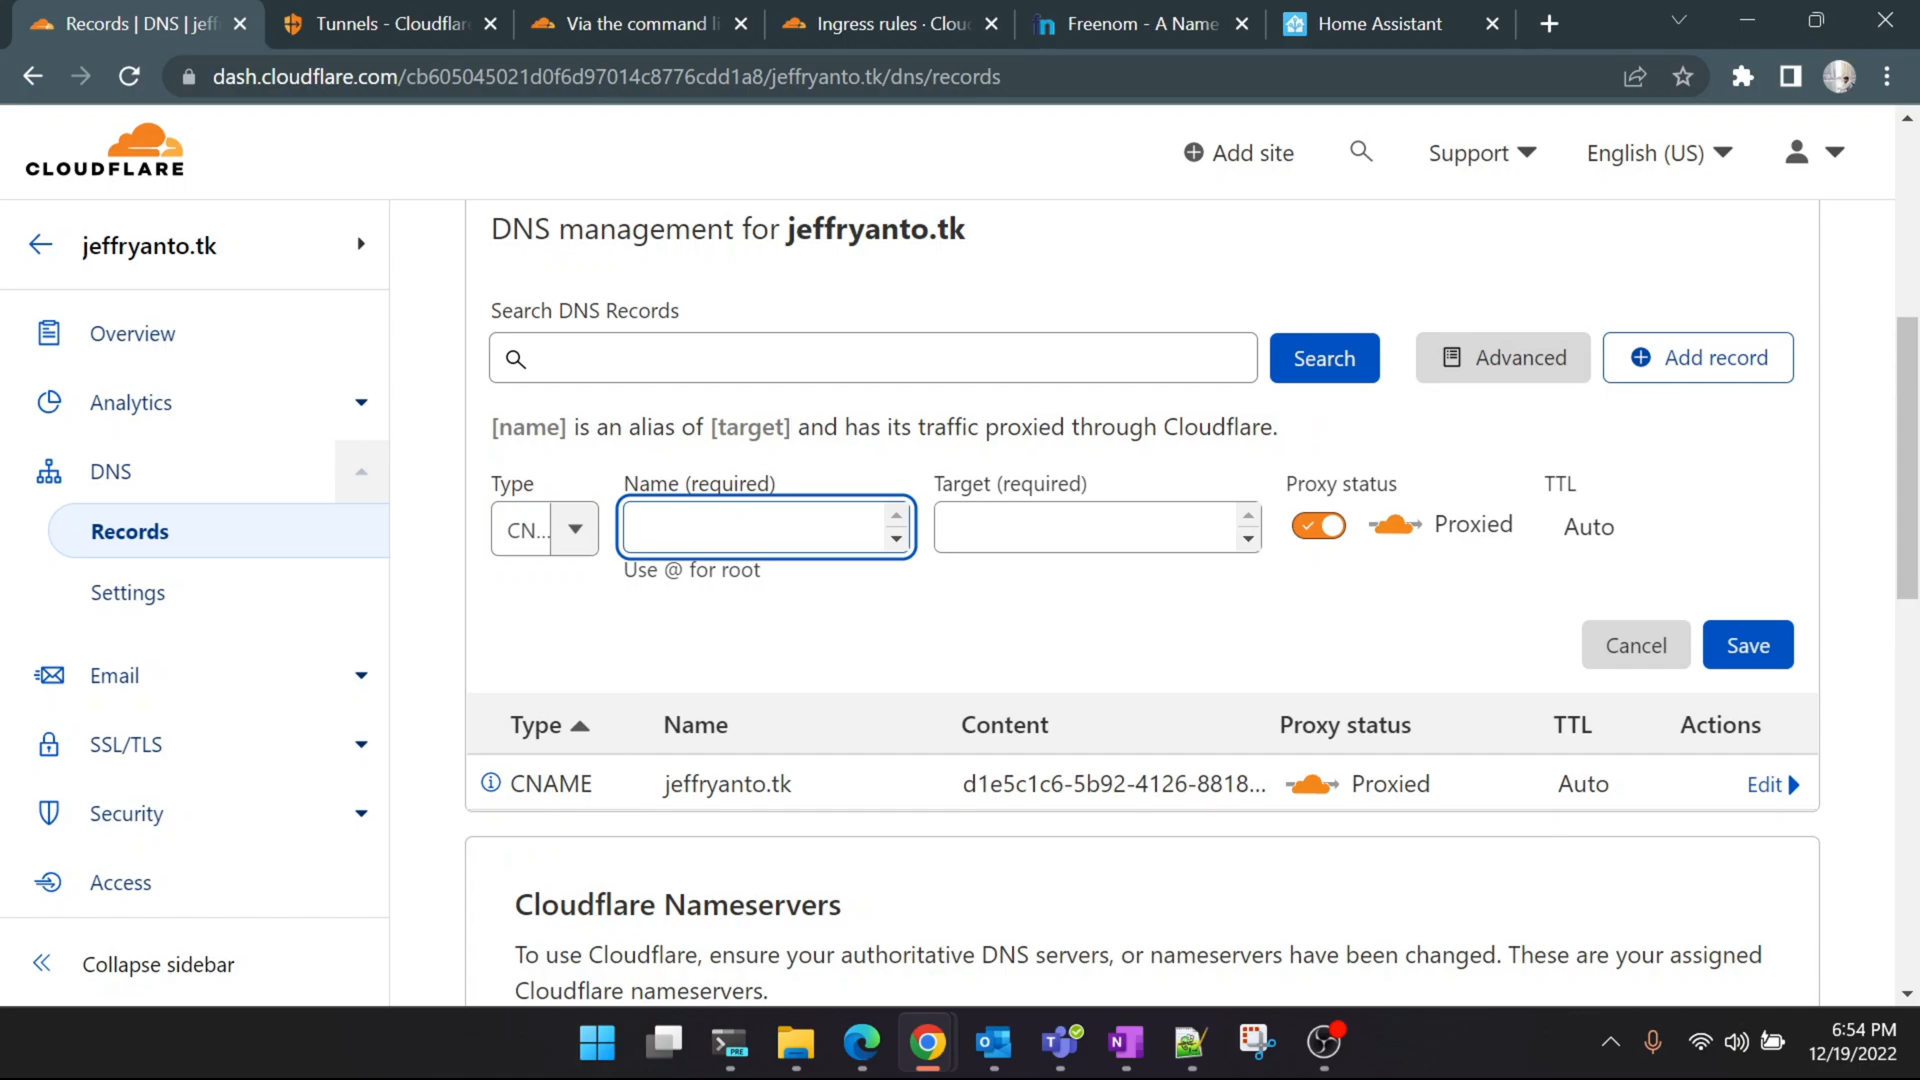 Records | DNS | jeff
Tunnels - Cloudflar
Via the command li
Ingress rules · Clou
Freenom - A Name
Home Assistant
dash.cloudflare.com/cb605045021d0f6d97014c8776cdd1a8/jeffryanto.tk/dns/records
CLOUDFLARE
Add site
Support
English (US)
jeffryanto.tk
Overview
Analytics
DNS
Records
Settings
Email
SSL/TLS
Security
Access
Collapse sidebar
DNS management for jeffryanto.tk
Search DNS Records
Search
Advanced
Add record
[name] is an alias of [target] and has its traffic proxied through Cloudflare.
Type Name (required) Target (required) Proxy status TTL
CN... Proxied Auto
Use @ for root
Cancel Save
Type Name Content Proxy status TTL Actions
CNAME jeffryanto.tk d1e5c1c6-5b92-4126-8818... Proxied Auto Edit
Cloudflare Nameservers
To use Cloudflare, ensure your authoritative DNS servers, or nameservers have been changed. These are your assigned
Cloudflare nameservers.
PRE
6:54 PM
12/19/2022